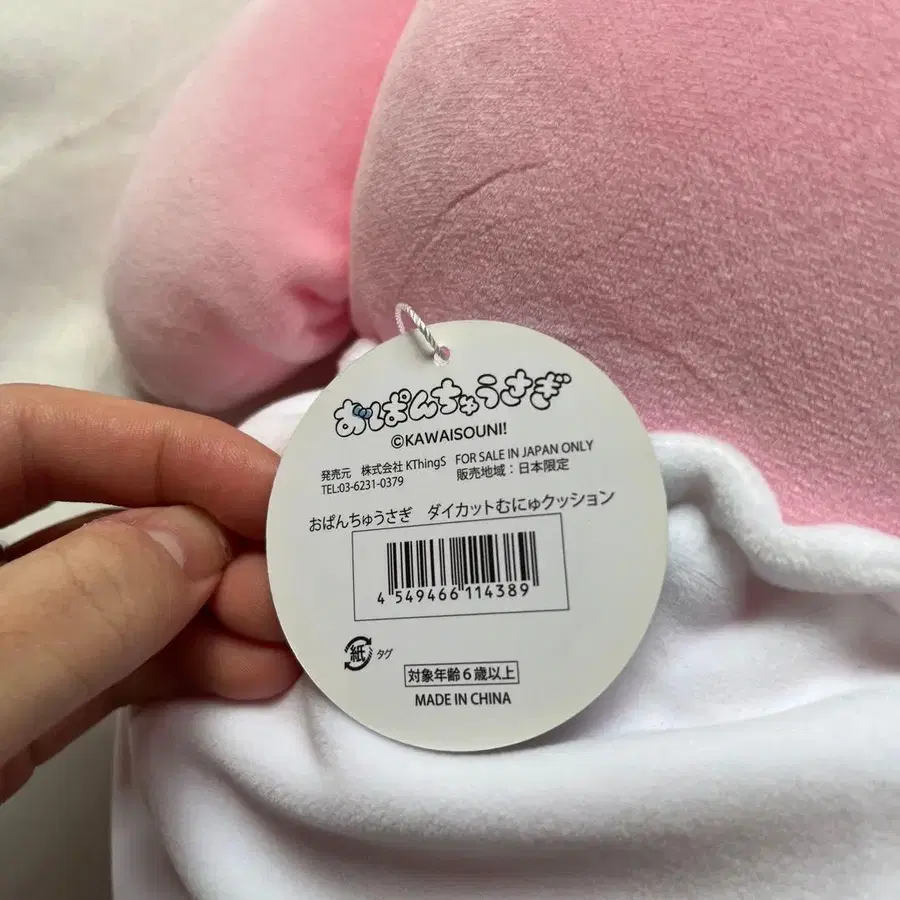 おぱんちゅうさぎ
©KAWAISOUNI!
発売元 株式会社 KThingS
TEL:03-6231-0379
FOR SALE IN JAPAN ONLY
販売地域：日本限定
おぱんちゅうさぎ ダイカットむにゅクッション
4 549466 114389
紙 タグ
対象年齢6歳以上
MADE IN CHINA